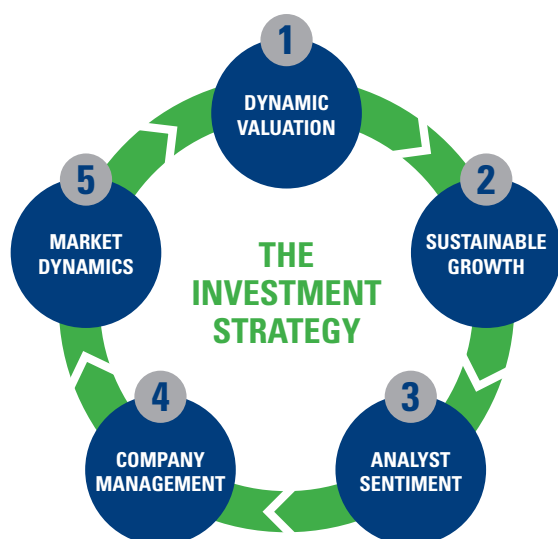 1
DYNAMIC
VALUATION
2
SUSTAINABLE
GROWTH
3
ANALYST
SENTIMENT
4
COMPANY
MANAGEMENT
5
MARKET
DYNAMICS
THE
INVESTMENT
STRATEGY